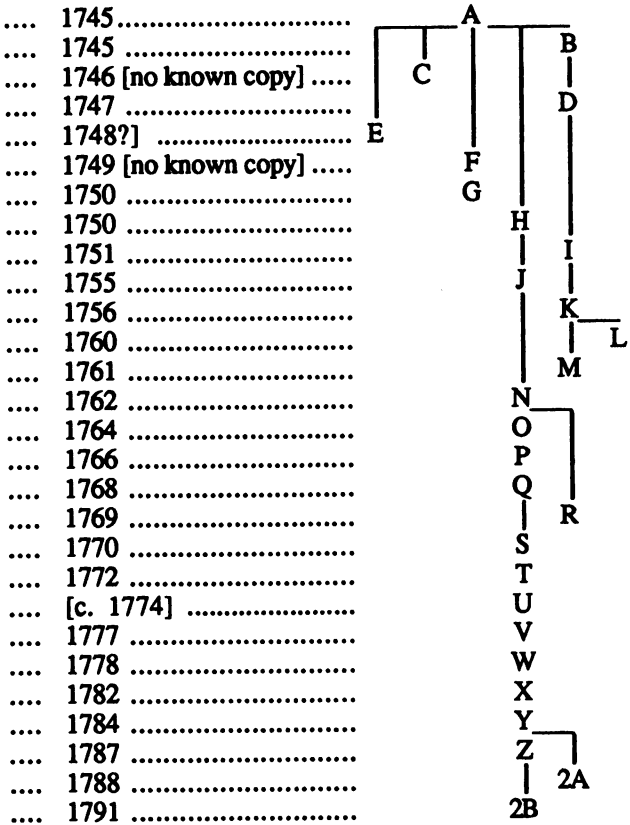 .... 1745 .............................. A
.... 1745 .............................. B
.... 1746 [no known copy] ..... C
.... 1747 ............................. D
.... 1748?] ........................ E
.... 1749 [no known copy] ..... F
.... 1750 ............................. G
.... 1750 ............................. H
.... 1751 ............................. I
.... 1755 ............................. J
.... 1756 ............................. K
.... 1760 ............................. L
.... 1761 ............................. M
.... 1762 ............................. N
.... 1764 ............................. O
.... 1766 ............................. P
.... 1768 ............................. Q
.... 1769 ............................. R
.... 1770 ............................. S
.... 1772 ............................. T
.... [c. 1774] ..................... U
.... 1777 ............................. V
.... 1778 ............................. W
.... 1782 ............................. X
.... 1784 ............................. Y
.... 1787 ............................. Z
.... 1788 ............................. 2A
.... 1791 ............................. 2B